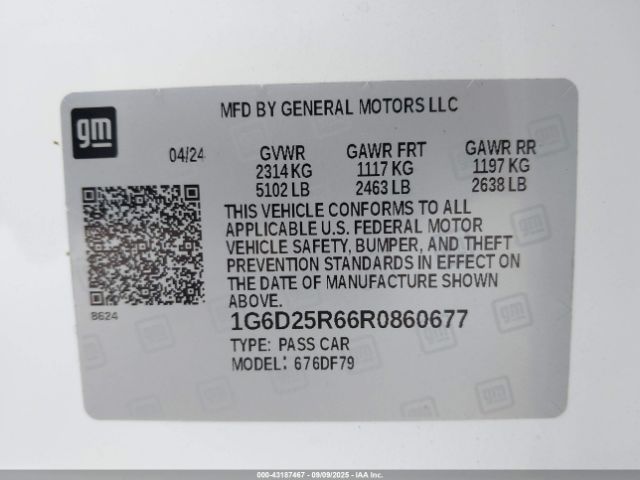 gm
MFD BY GENERAL MOTORS LLC
04/24
GVWR GAWR FRT GAWR RR
2314 KG 1117 KG 1197 KG
5102 LB 2463 LB 2638 LB
THIS VEHICLE CONFORMS TO ALL
APPLICABLE U.S. FEDERAL MOTOR
VEHICLE SAFETY, BUMPER, AND THEFT
PREVENTION STANDARDS IN EFFECT ON
THE DATE OF MANUFACTURE SHOWN
ABOVE.
8624
1G6D25R66R0860677
TYPE: PASS CAR
MODEL: 676DF79
000-43187467 - 09/09/2025 - IAAI.COM